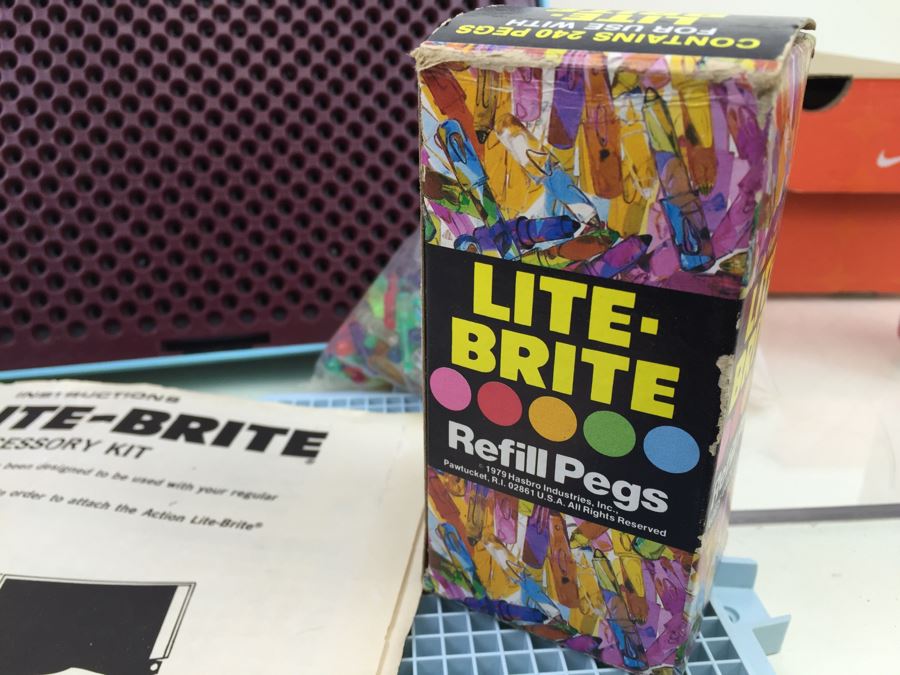 CONTAINS 240 PEGS
FOR USE WITH
LITE-
LITE-
BRITE
Refill Pegs
© 1979 Hasbro Industries, Inc.,
Pawtucket, R.I. 02861 U.S.A. All Rights Reserved
INSTRUCTIONS
ITE-BRITE
ESSORY KIT
been designed to be used with your regular
order to attach the Action Lite-Brite®